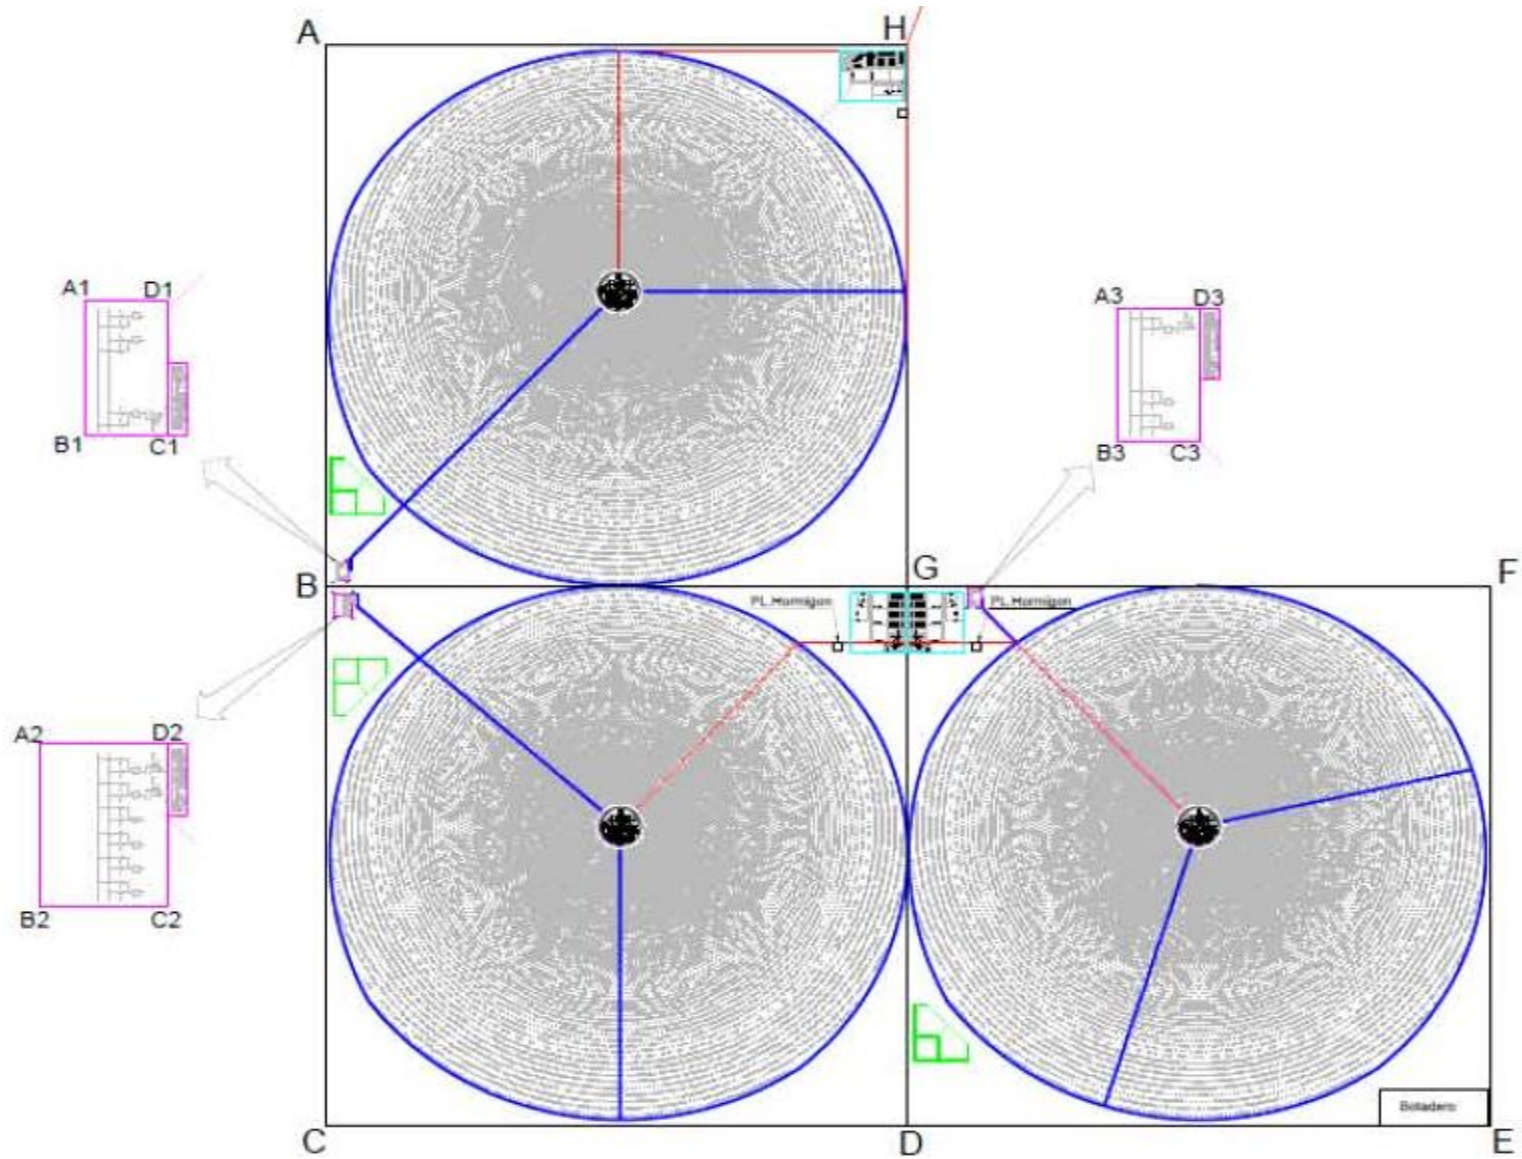 A
H
A1 D1
B1 C1
A3 D3
B3 C3
B
G
F
PL.Hormigon
PL.Hormigon
A2 D2
B2 C2
Botadero
C
D
E